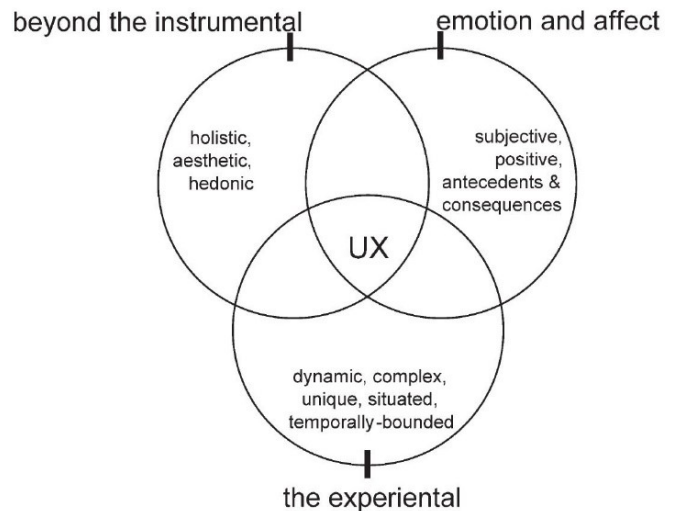 beyond the instrumental
emotion and affect
holistic,
aesthetic,
hedonic
subjective,
positive,
antecedents &
consequences
UX
dynamic, complex,
unique, situated,
temporally-bounded
the experiental